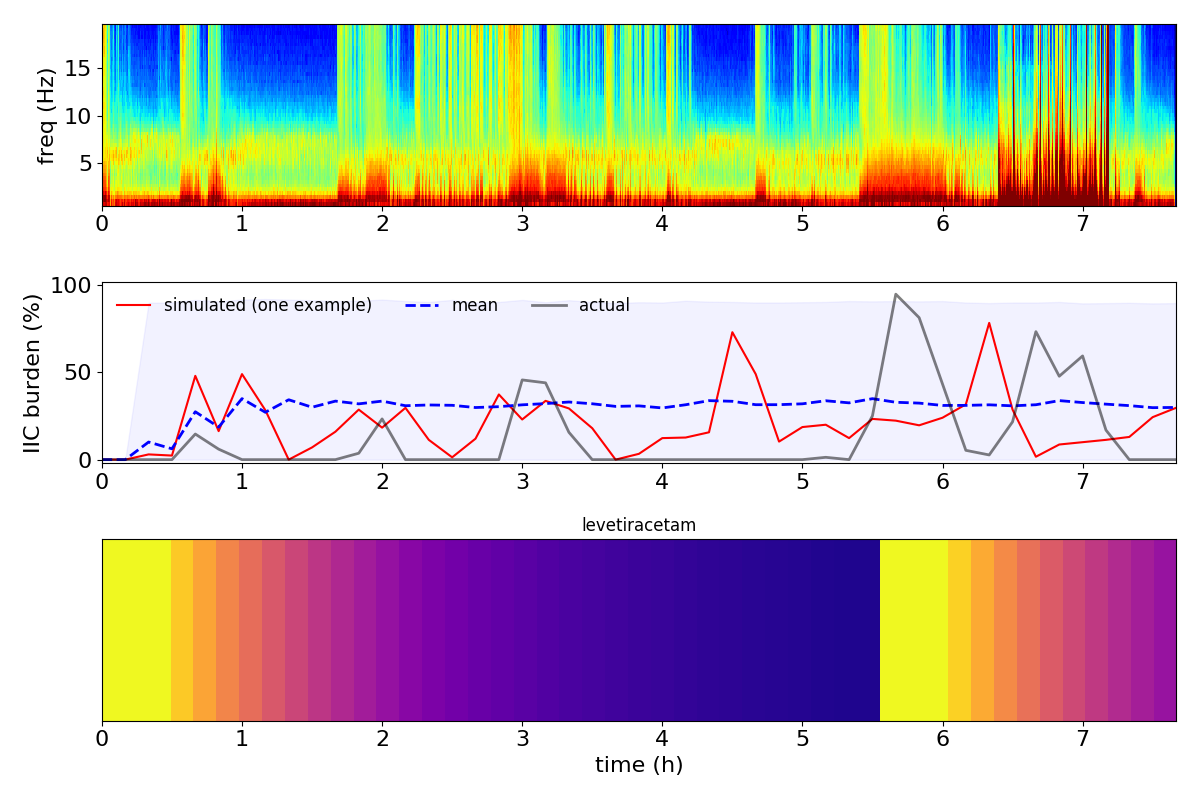 freq (Hz)
15
10
5
0 1 2 3 4 5 6 7
IIC burden (%)
100
50
0
simulated (one example) mean actual
0 1 2 3 4 5 6 7
levetiracetam
0 1 2 3 4 5 6 7
time (h)